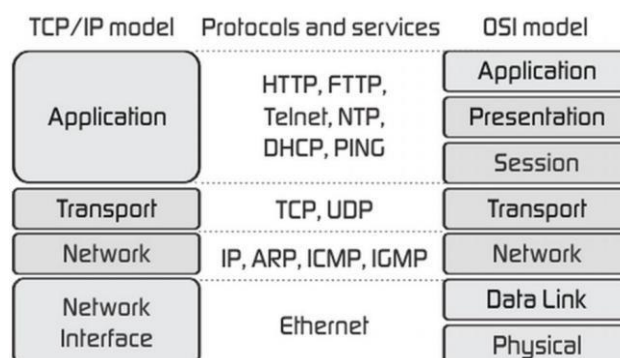 TCP/IP model Protocols and services OSI model
Application
HTTP, FTTP,
Telnet, NTP,
DHCP, PING
Application
Presentation
Session
Transport TCP, UDP Transport
Network IP, ARP, ICMP, IGMP Network
Network
Interface
Ethernet
Data Link
Physical